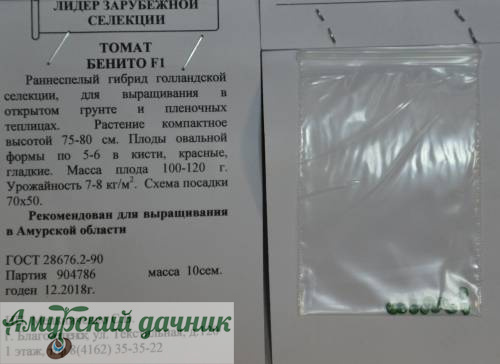 ЛИДЕР ЗАРУБЕЖНОЙ
СЕЛЕКЦИИ
ТОМАТ
БЕНИТО F1
Раннеспелый гибрид голландской
селекции, для выращивания в
открытом грунте и пленочных
теплицах. Растение компактное
высотой 75-80 см. Плоды овальной
формы по 5-6 в кисти, красные,
гладкие. Масса плода 100-120 г.
Урожайность 7-8 кг/м². Схема посадки
70х50.
Рекомендован для выращивания
в Амурской области
ГОСТ 28676.2-90
Партия 904786 масса 10сем.
годен 12.2018г.
Амурский дачник
1 этаж, 8(4162) 35-35-22